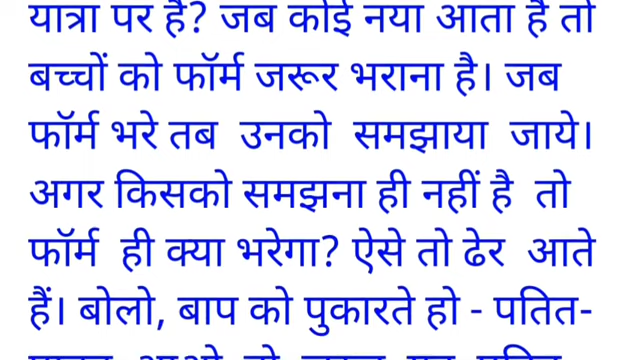 यात्रा पर है? जब कोई नया आता है तो
बच्चों को फॉर्म जरूर भराना है। जब
फॉर्म भरे तब उनको समझाया जाये।
अगर किसको समझना ही नहीं है तो
फॉर्म ही क्या भरेगा? ऐसे तो ढेर आते
हैं। बोलो, बाप को पुकारते हो - पतित-